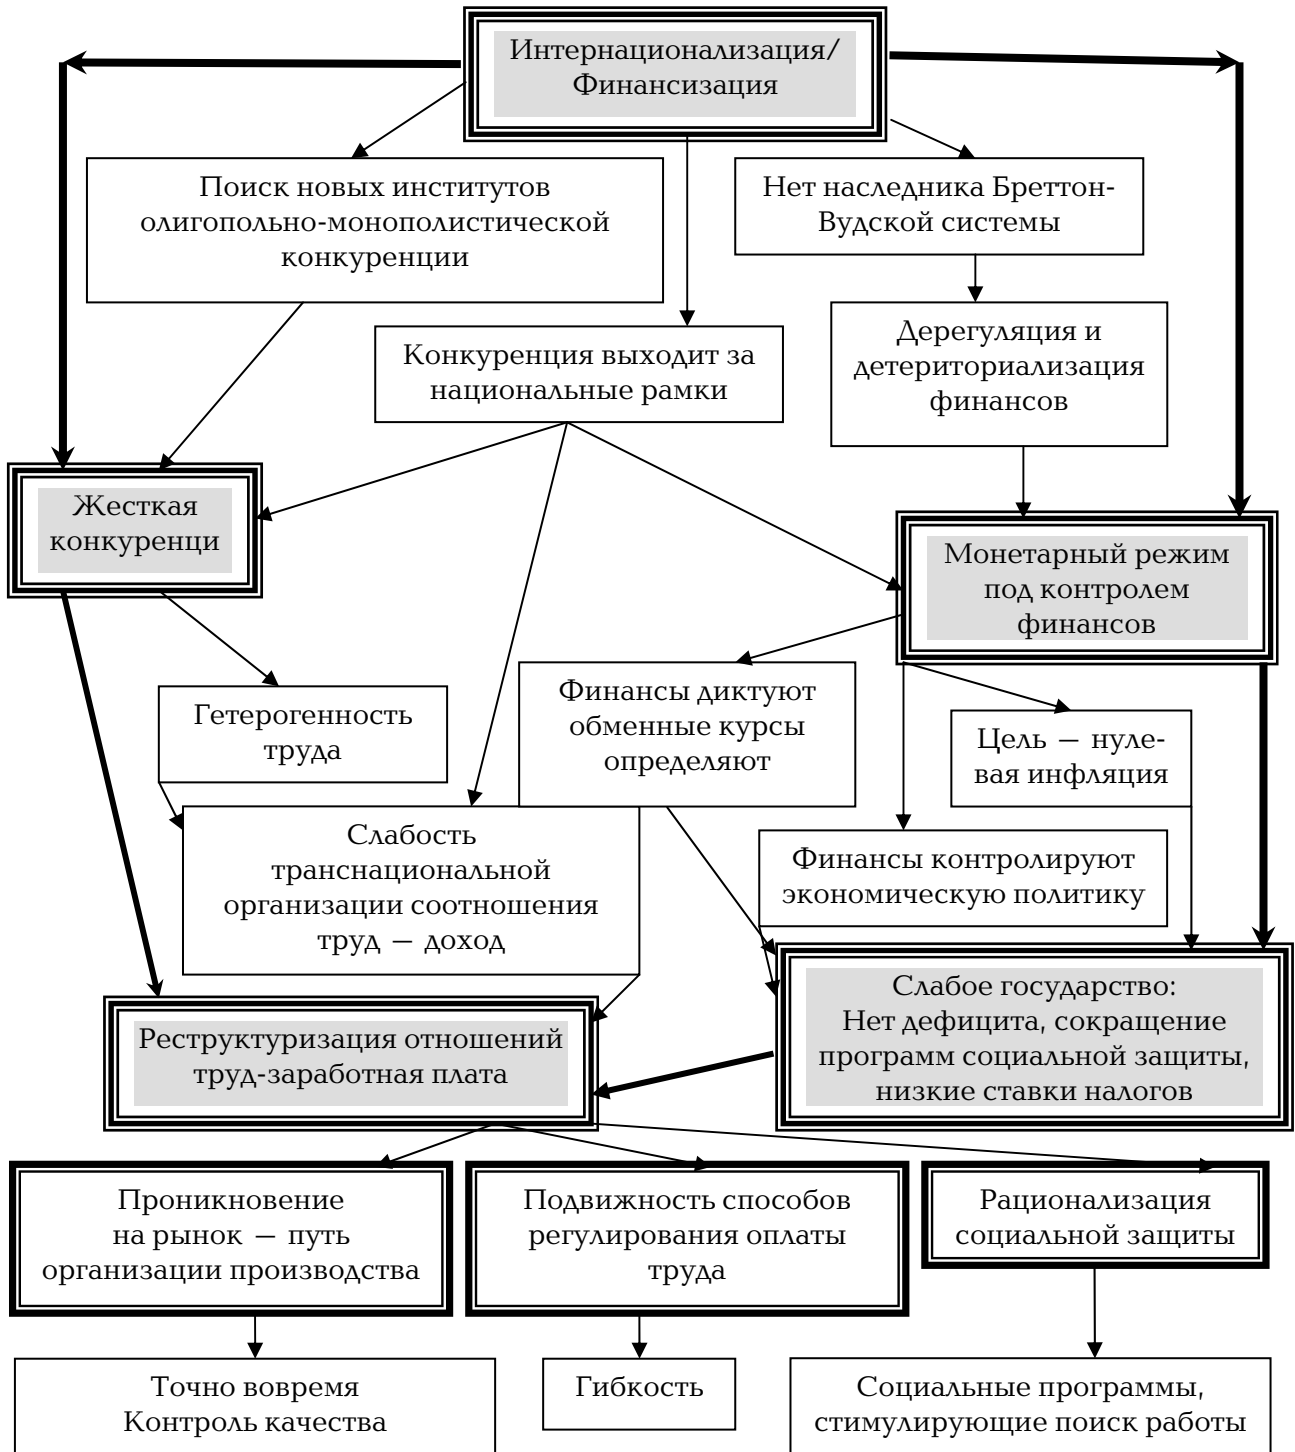 Интернационализация/
Финансизация
Поиск новых институтов
олигопольно-монополистической
конкуренции
Нет наследника Бреттон-
Вудской системы
Конкуренция выходит за
национальные рамки
Дерегуляция и
детериториализация
финансов
Жесткая
конкуренци
Монетарный режим
под контролем
финансов
Гетерогенность
труда
Финансы диктуют
обменные курсы
определяют
Цель — нуле-
вая инфляция
Слабость
транснациональной
организации соотношения
труд — доход
Финансы контролируют
экономическую политику
Реструктуризация отношений
труд-заработная плата
Слабое государство:
Нет дефицита, сокращение
программ социальной защиты,
низкие ставки налогов
Проникновение
на рынок — путь
организации производства
Подвижность способов
регулирования оплаты
труда
Рационализация
социальной защиты
Точно вовремя
Контроль качества
Гибкость
Социальные программы,
стимулирующие поиск работы